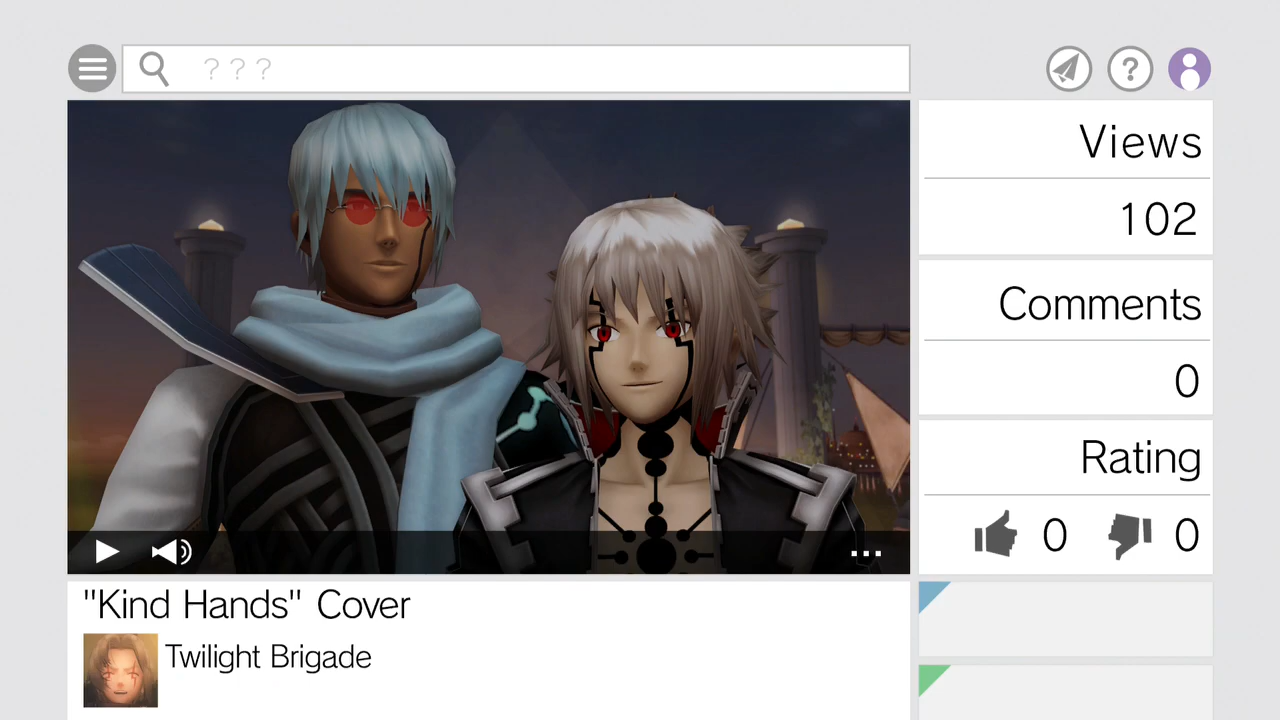 ? ? ?
?
Views
102
Comments
0
Rating
0 0
"Kind Hands" Cover
Twilight Brigade